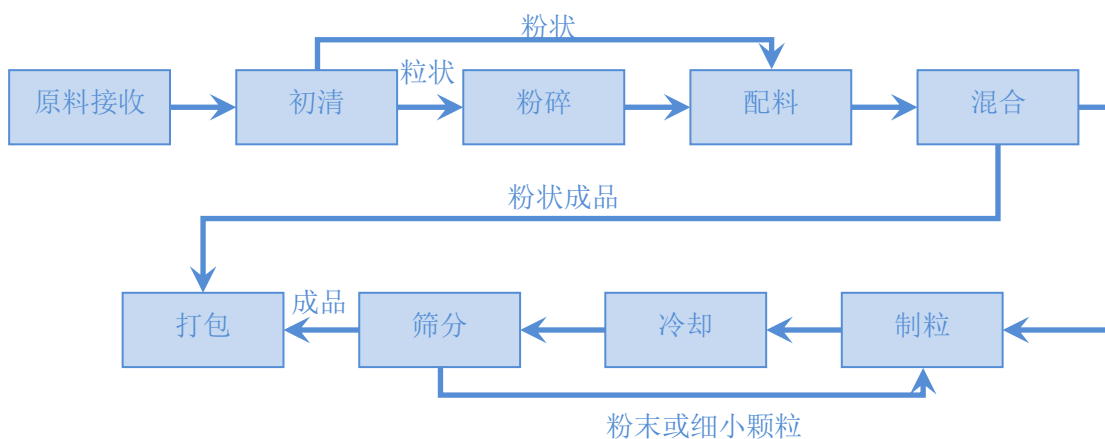 粉状
粒状
原料接收
初清
粉碎
配料
混合
粉状成品
成品
打包
筛分
冷却
制粒
粉末或细小颗粒